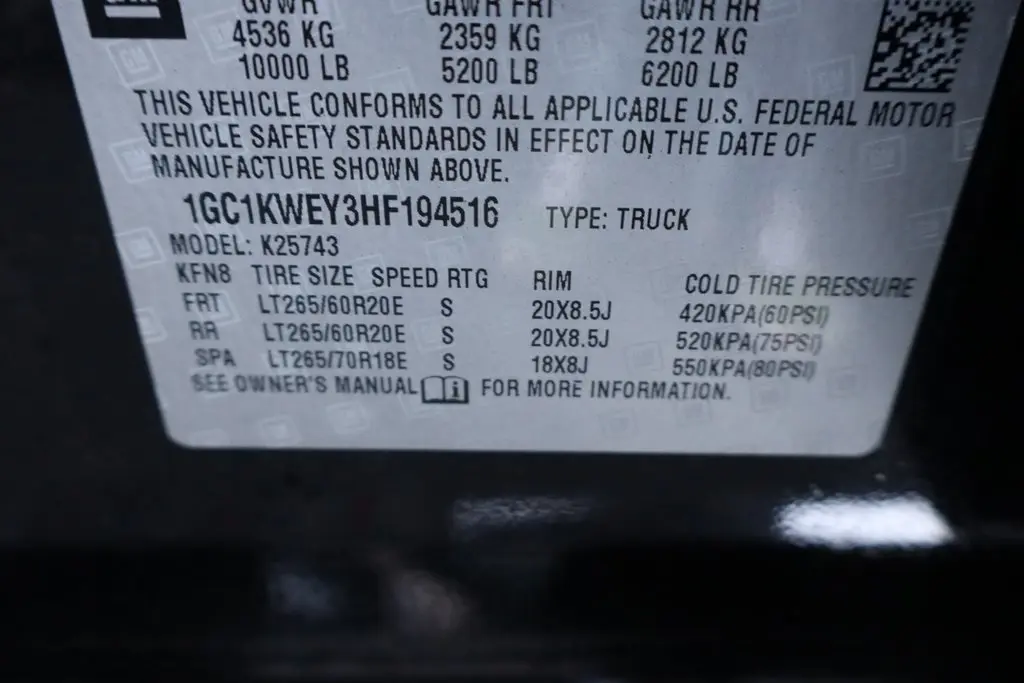 GM
GVWR GAWR FRT GAWR RR
4536 KG 2359 KG 2812 KG
10000 LB 5200 LB 6200 LB
THIS VEHICLE CONFORMS TO ALL APPLICABLE U.S. FEDERAL MOTOR
VEHICLE SAFETY STANDARDS IN EFFECT ON THE DATE OF
MANUFACTURE SHOWN ABOVE.
1GC1KWEY3HF194516 TYPE: TRUCK
MODEL: K25743
KFN8 TIRE SIZE SPEED RTG RIM COLD TIRE PRESSURE
FRT LT265/60R20E S 20X8.5J 420KPA(60PSI)
RR LT265/60R20E S 20X8.5J 520KPA(75PSI)
SPA LT265/70R18E S 18X8J 550KPA(80PSI)
SEE OWNER'S MANUAL i FOR MORE INFORMATION.